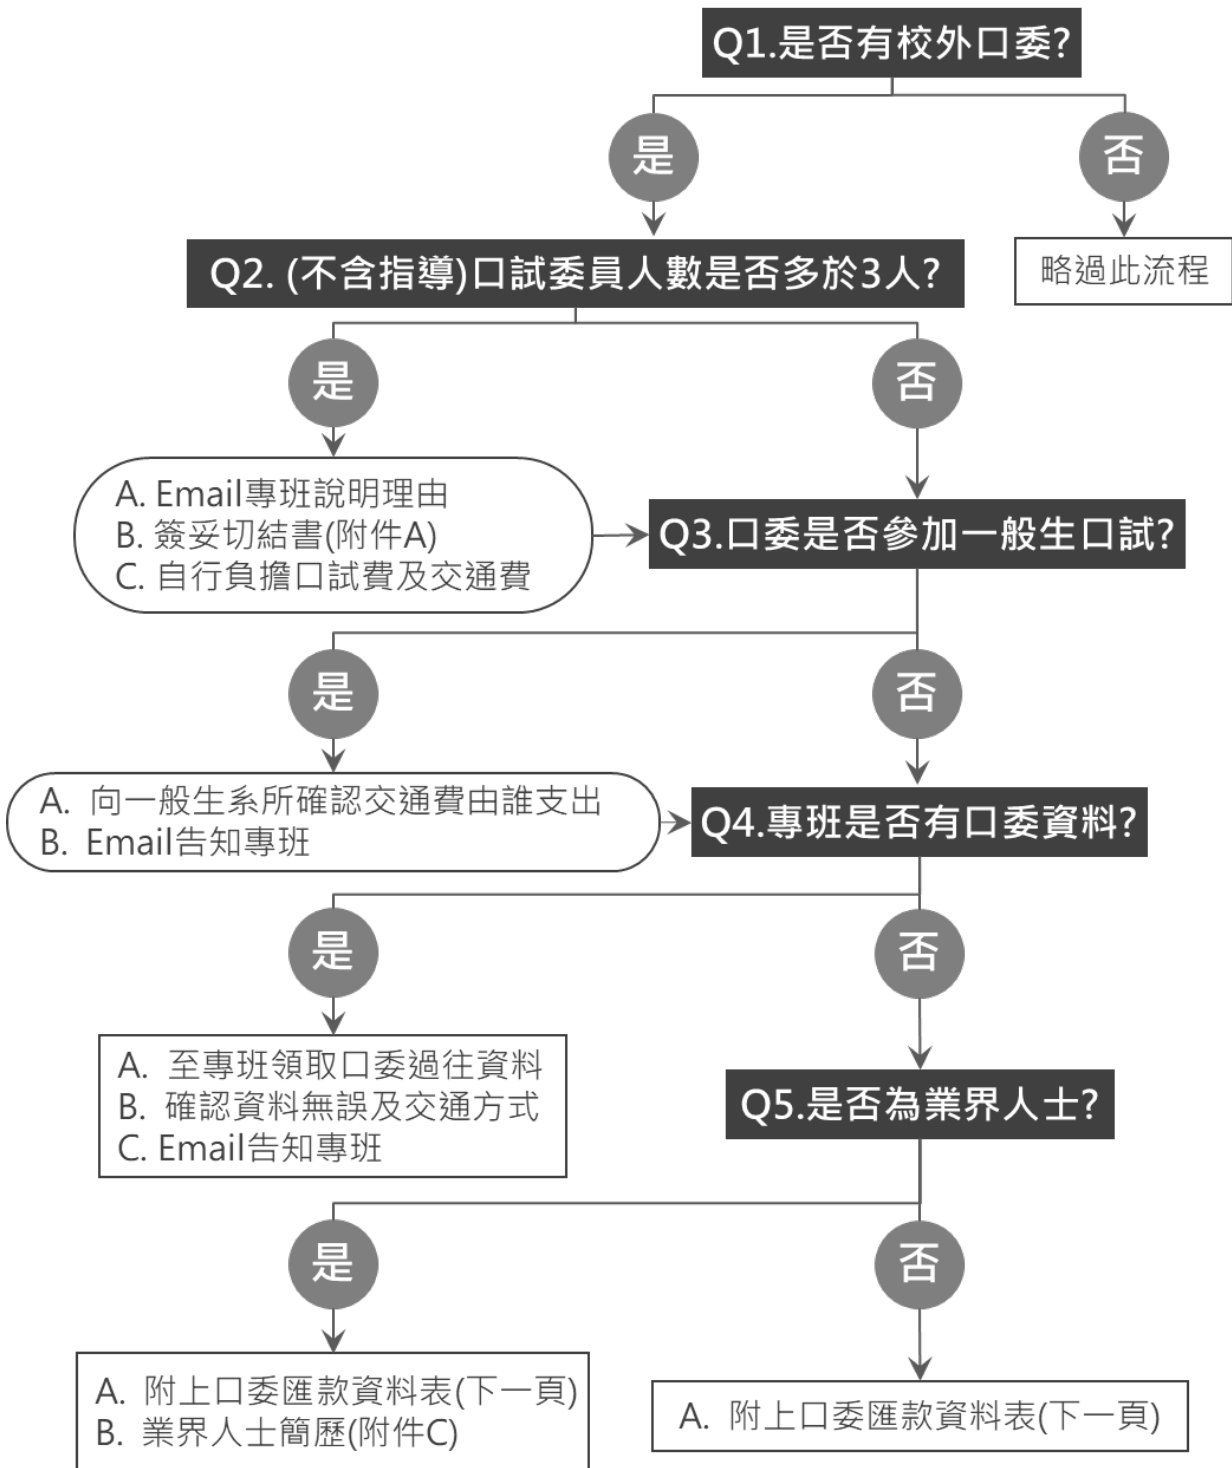 Q1.是否有校外口委?
是
否
Q2. (不含指導)口試委員人數是否多於3人?
略過此流程
是
否
A. Email專班說明理由
B. 簽妥切結書(附件A)
C. 自行負擔口試費及交通費
Q3.口委是否參加一般生口試?
是
否
A. 向一般生系所確認交通費由誰支出
B. Email告知專班
Q4.專班是否有口委資料?
是
否
A. 至專班領取口委過往資料
B. 確認資料無誤及交通方式
C. Email告知專班
Q5.是否為業界人士?
是
否
A. 附上口委匯款資料表(下一頁)
B. 業界人士簡歷(附件C)
A. 附上口委匯款資料表(下一頁)